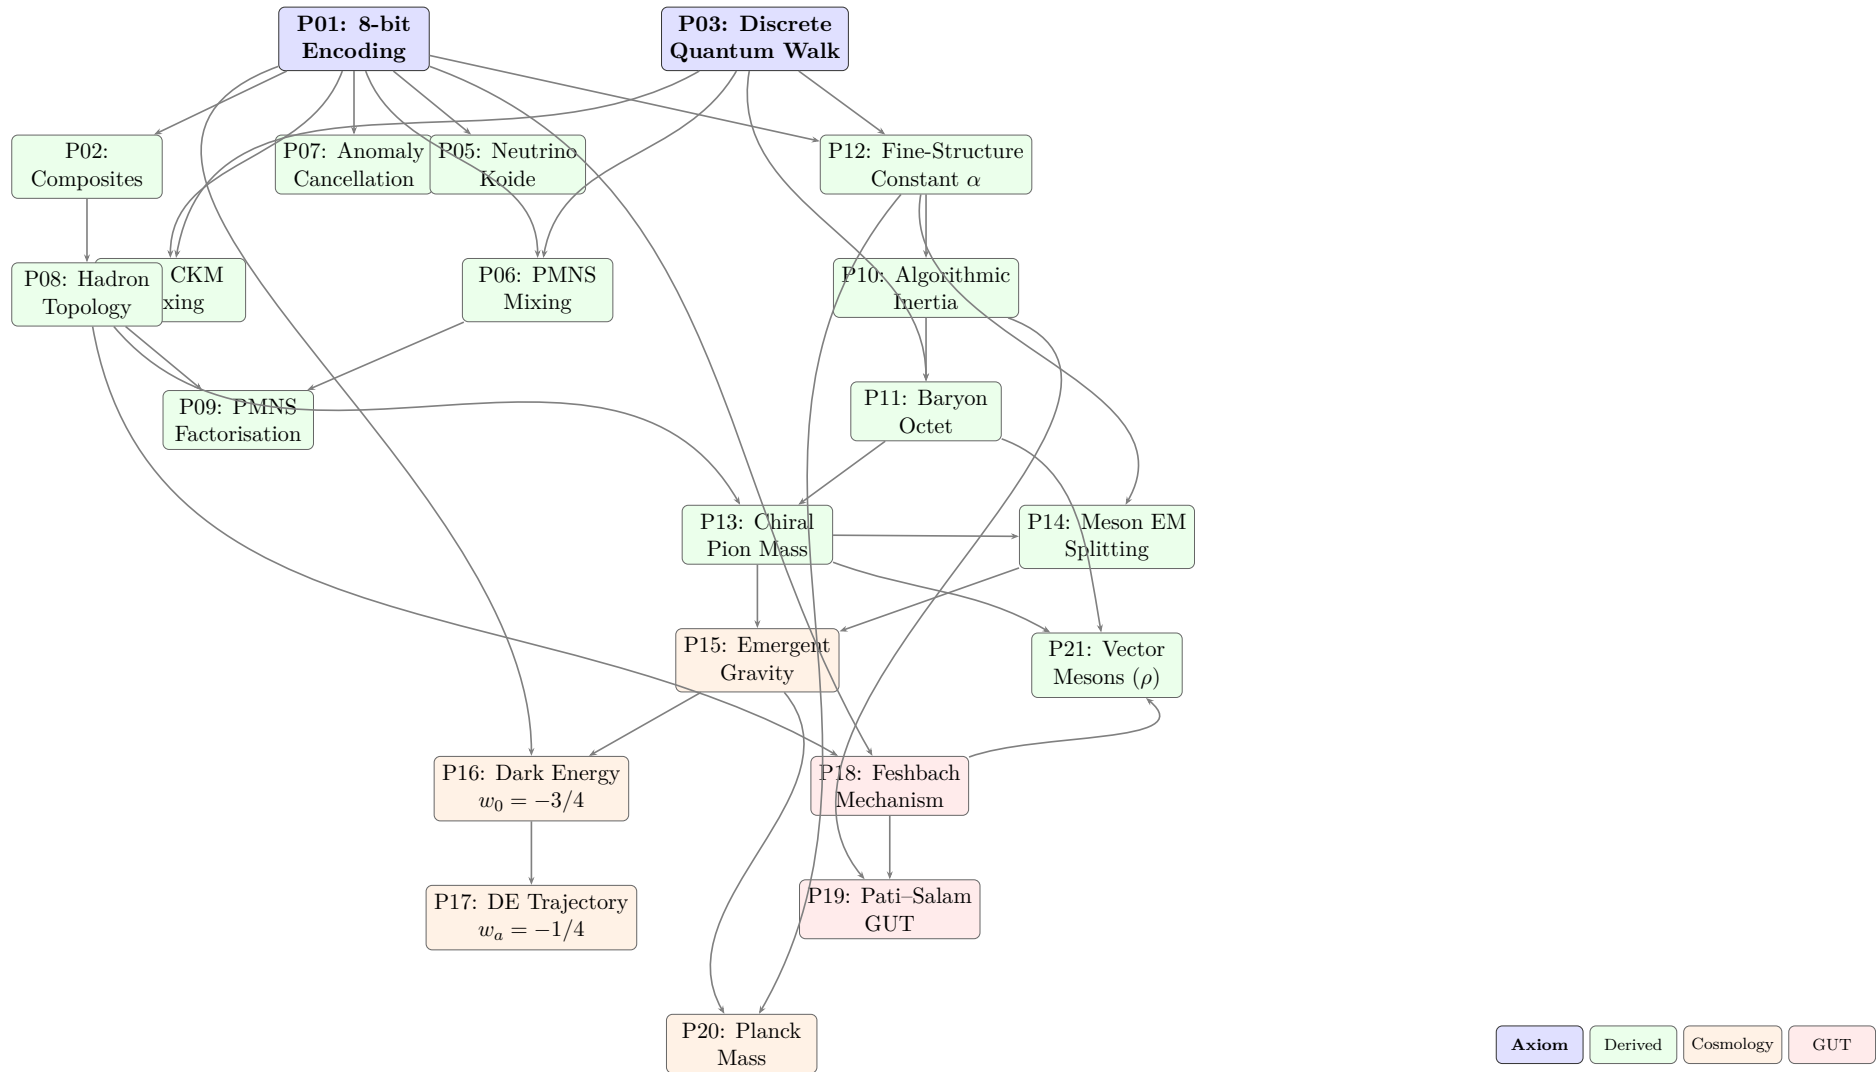 P01: 8-bit
Encoding
P03: Discrete
Quantum Walk
P02:
Composites
P07: Anomaly
Cancellation
P05: Neutrino
Koide
P12: Fine-Structure
Constant α
P08: Hadron
Topology
CKM
xing
P06: PMNS
Mixing
P10: Algorithmic
Inertia
P09: PMNS
Factorisation
P11: Baryon
Octet
P13: Chiral
Pion Mass
P14: Meson EM
Splitting
P15: Emergent
Gravity
P21: Vector
Mesons (ρ)
P16: Dark Energy
w₀ = −3/4
P18: Feshbach
Mechanism
P17: DE Trajectory
wₐ = −1/4
P19: Pati–Salam
GUT
P20: Planck
Mass
Axiom
Derived
Cosmology
GUT